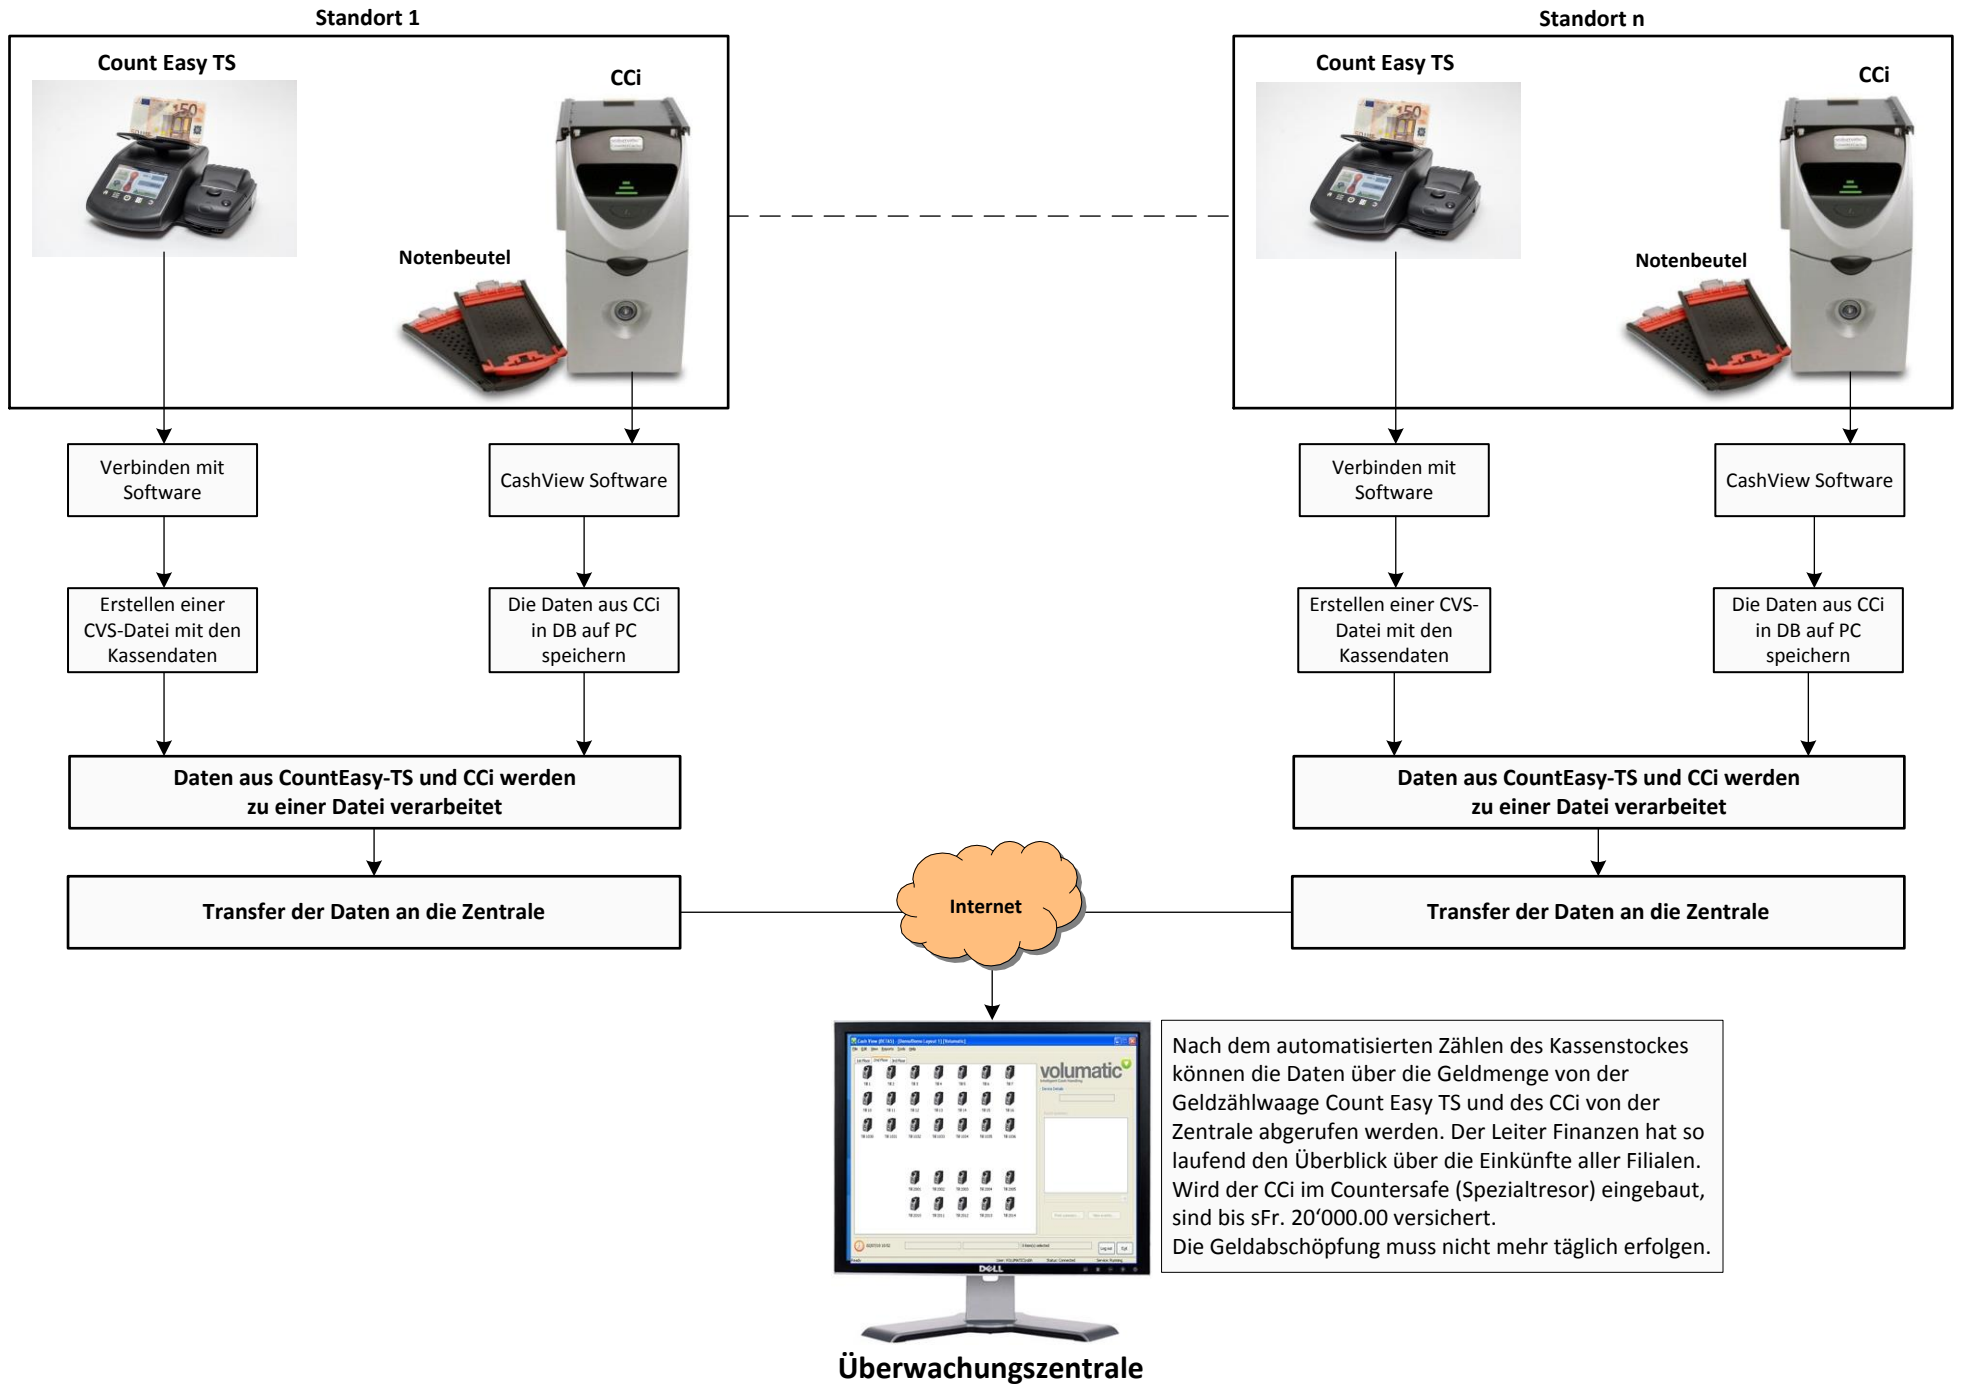 Standort 1
Standort n
Count Easy TS
CCi
Notenbeutel
Count Easy TS
CCi
Notenbeutel
Verbinden mit
Software
CashView Software
Verbinden mit
Software
CashView Software
Erstellen einer
CVS-Datei mit den
Kassendaten
Die Daten aus CCi
in DB auf PC
speichern
Erstellen einer CVS-
Datei mit den
Kassendaten
Die Daten aus CCi
in DB auf PC
speichern
Daten aus CountEasy-TS und CCi werden
zu einer Datei verarbeitet
Daten aus CountEasy-TS und CCi werden
zu einer Datei verarbeitet
Transfer der Daten an die Zentrale
Internet
Transfer der Daten an die Zentrale
volumatic
DELL
Nach dem automatisierten Zählen des Kassenstockes
können die Daten über die Geldmenge von der
Geldzählwaage Count Easy TS und des CCi von der
Zentrale abgerufen werden. Der Leiter Finanzen hat so
laufend den Überblick über die Einkünfte aller Filialen.
Wird der CCi im Countersafe (Spezialtresor) eingebaut,
sind bis sFr. 20‘000.00 versichert.
Die Geldabschöpfung muss nicht mehr täglich erfolgen.
Überwachungszentrale